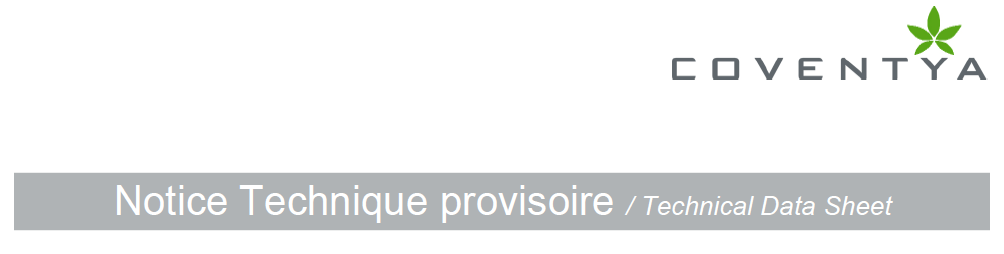 COVENTYA
Notice Technique provisoire / Technical Data Sheet